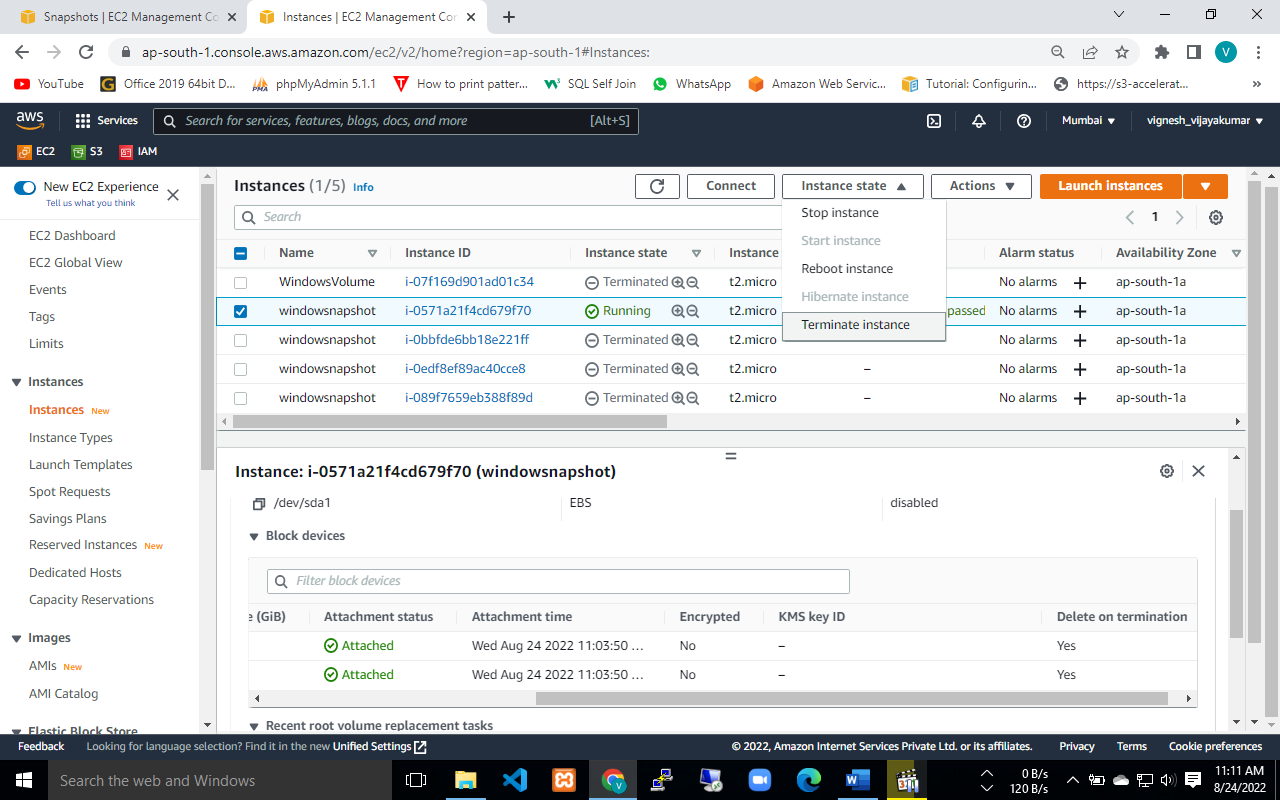 Snapshots | EC2 Management Co
Instances | EC2 Management Con
ap-south-1.console.aws.amazon.com/ec2/v2/home?region=ap-south-1#Instances:
V
YouTube Office 2019 64bit D... phpMyAdmin 5.1.1 How to print patter... SQL Self Join WhatsApp Amazon Web Servic... Tutorial: Configurin... https://s3-accelerat... »
aws Services Search for services, features, blogs, docs, and more [Alt+S] Mumbai ▼ vignesh_vijayakumar ▼
EC2 S3 IAM
New EC2 Experience
Tell us what you think
EC2 Dashboard
EC2 Global View
Events
Tags
Limits
Instances
Instances New
Instance Types
Launch Templates
Spot Requests
Savings Plans
Reserved Instances New
Dedicated Hosts
Capacity Reservations
Images
AMIs New
AMI Catalog
Elastic Block Store
Instances (1/5) Info Connect Instance state ▲ Actions ▼ Launch instances ▼
Search 1
Stop instance
Start instance
Reboot instance
Hibernate instance
Terminate instance
Name Instance ID Instance state Instance Alarm status Availability Zone
WindowsVolume i-07f169d901ad01c34 Terminated t2.micro No alarms + ap-south-1a
windowsnapshot i-0571a21f4cd679f70 Running t2.micro passed No alarms + ap-south-1a
windowsnapshot i-0bbfde6bb18e221ff Terminated t2.micro No alarms + ap-south-1a
windowsnapshot i-0edf8ef89ac40cce8 Terminated t2.micro – No alarms + ap-south-1a
windowsnapshot i-089f7659eb388f89d Terminated t2.micro – No alarms + ap-south-1a
Instance: i-0571a21f4cd679f70 (windowsnapshot)
/dev/sda1 EBS disabled
Block devices
Filter block devices
e (GiB) Attachment status Attachment time Encrypted KMS key ID Delete on termination
Attached Wed Aug 24 2022 11:03:50 ... No – Yes
Attached Wed Aug 24 2022 11:03:50 ... No – Yes
Recent root volume replacement tasks
Feedback Looking for language selection? Find it in the new Unified Settings © 2022, Amazon Internet Services Private Ltd. or its affiliates. Privacy Terms Cookie preferences
Search the web and Windows
0 B/s
120 B/s
11:11 AM
8/24/2022